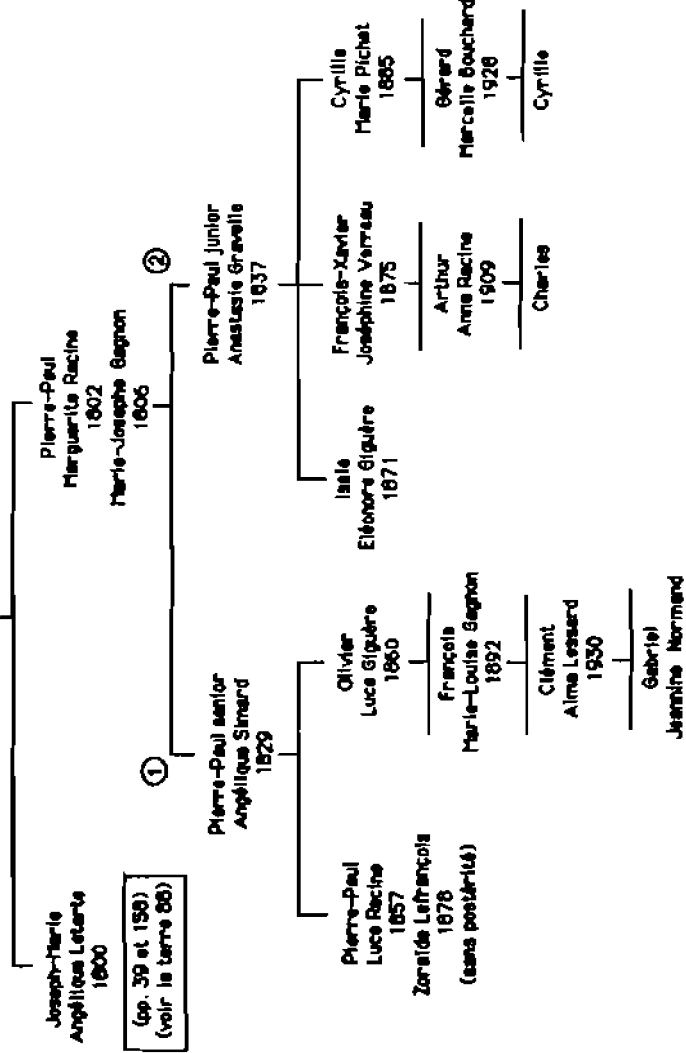 Joseph-Marie
Angélique Letarte
1800
(pp. 39 et 158)
(voir la terre 88)
Pierre-Paul
Marguerite Racine
1802
Marie-Josephe Gagnon
1806
①
Pierre-Paul senior
Angélique Simard
1829
②
Pierre-Paul junior
Anastasie Gravelle
1837
Pierre-Paul
Luce Racine
1857
Zoraïde Lefrançois
1878
(sans postérité)
Olivier
Luce Giguère
1860
François
Marie-Louise Gagnon
1892
Clément
Alma Lessard
1930
Gabriel
Jeannine Normand
Isaïe
Eléonore Giguère
1871
François-Xavier
Joséphine Verreau
1875
Arthur
Anna Racine
1909
Charles
Cyrille
Marie Pichet
1885
Gérard
Marcelle Bouchard
1928
Cyrille